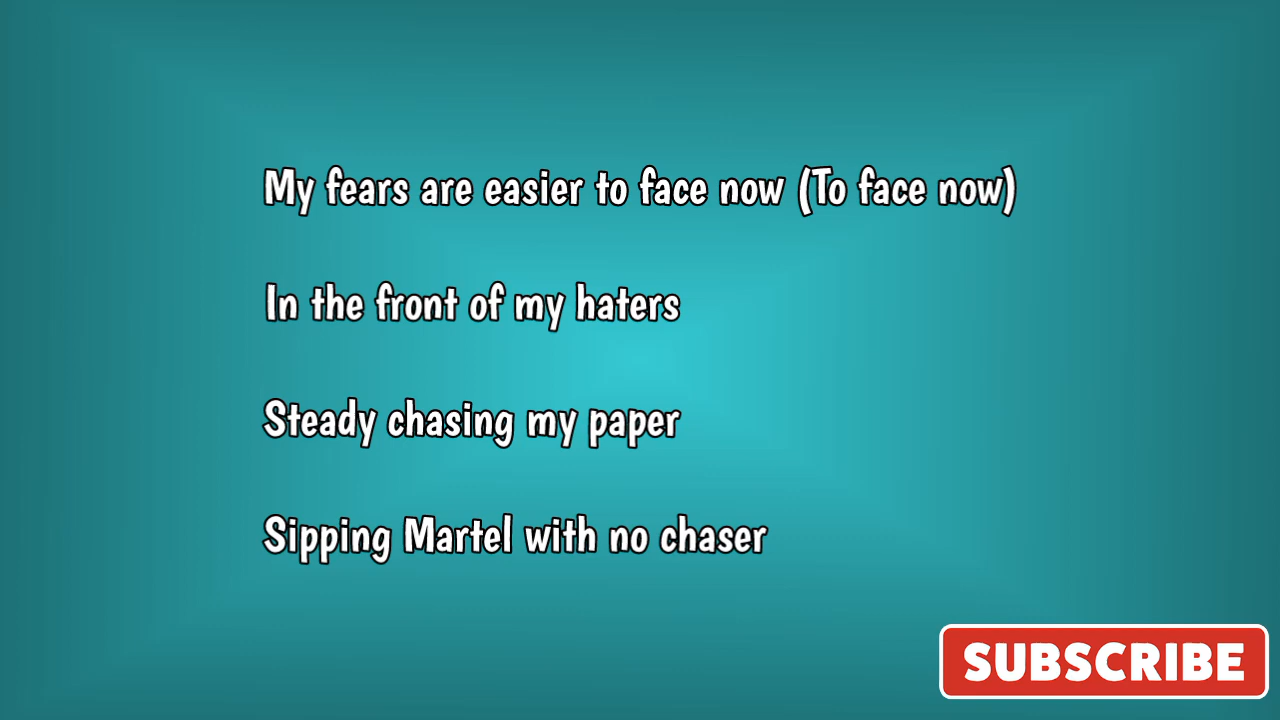 My fears are easier to face now (To face now)
In the front of my haters
Steady chasing my paper
Sipping Martel with no chaser
SUBSCRIBE